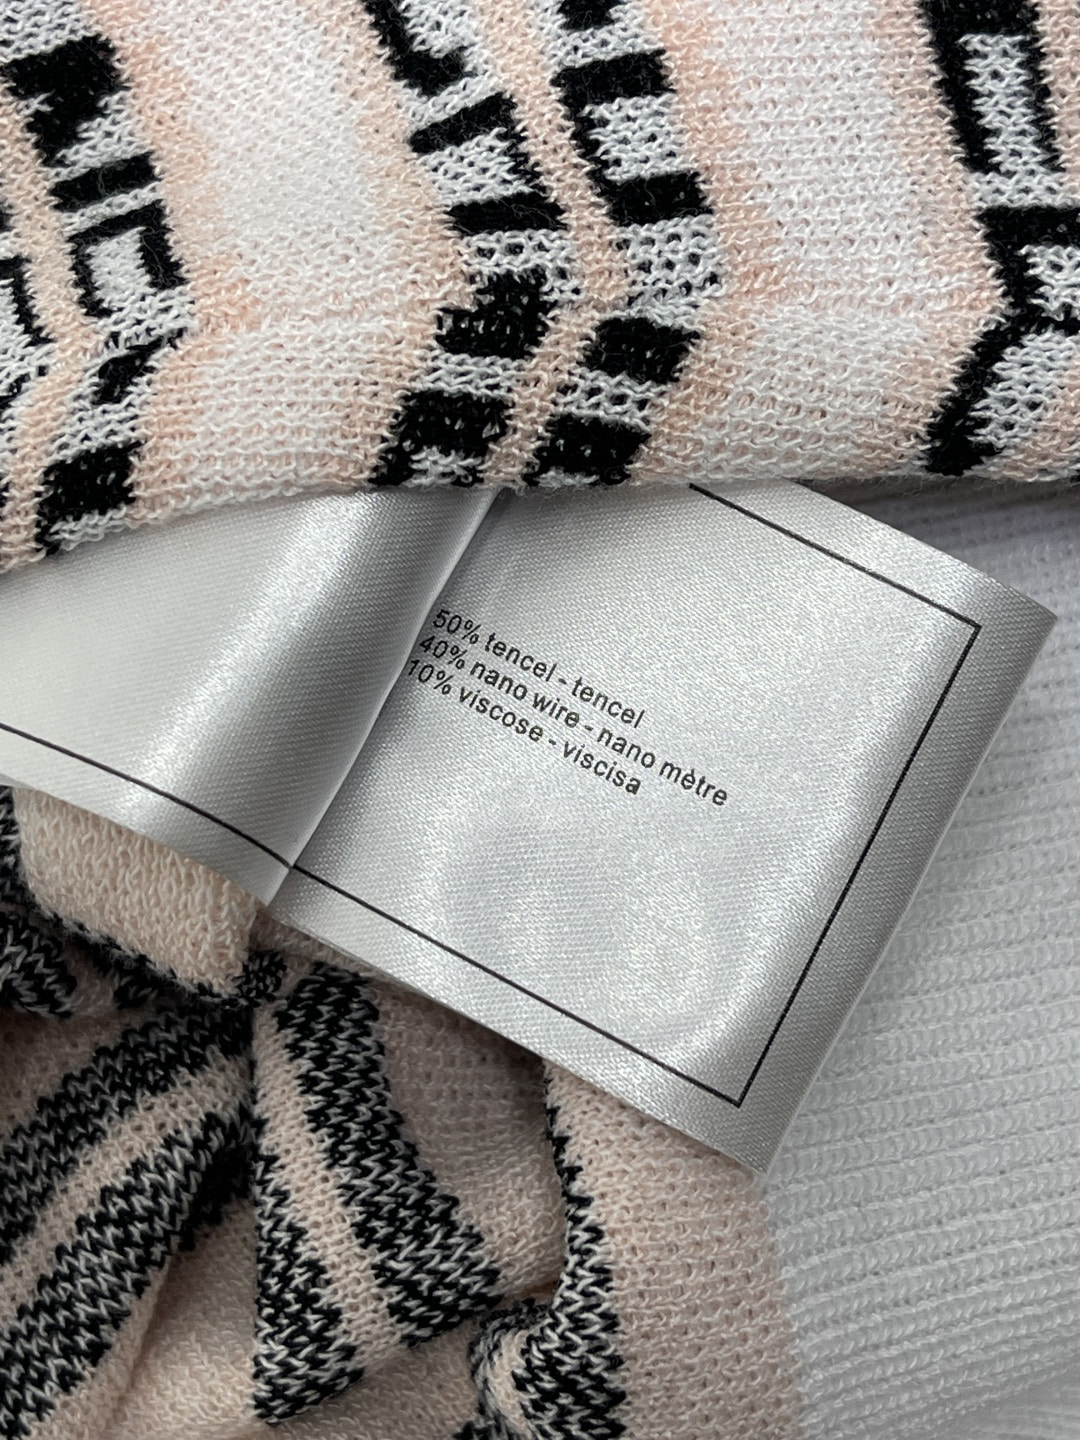 50% tencel - tencel
40% nano wire - nano mètre
10% viscose - viscisa